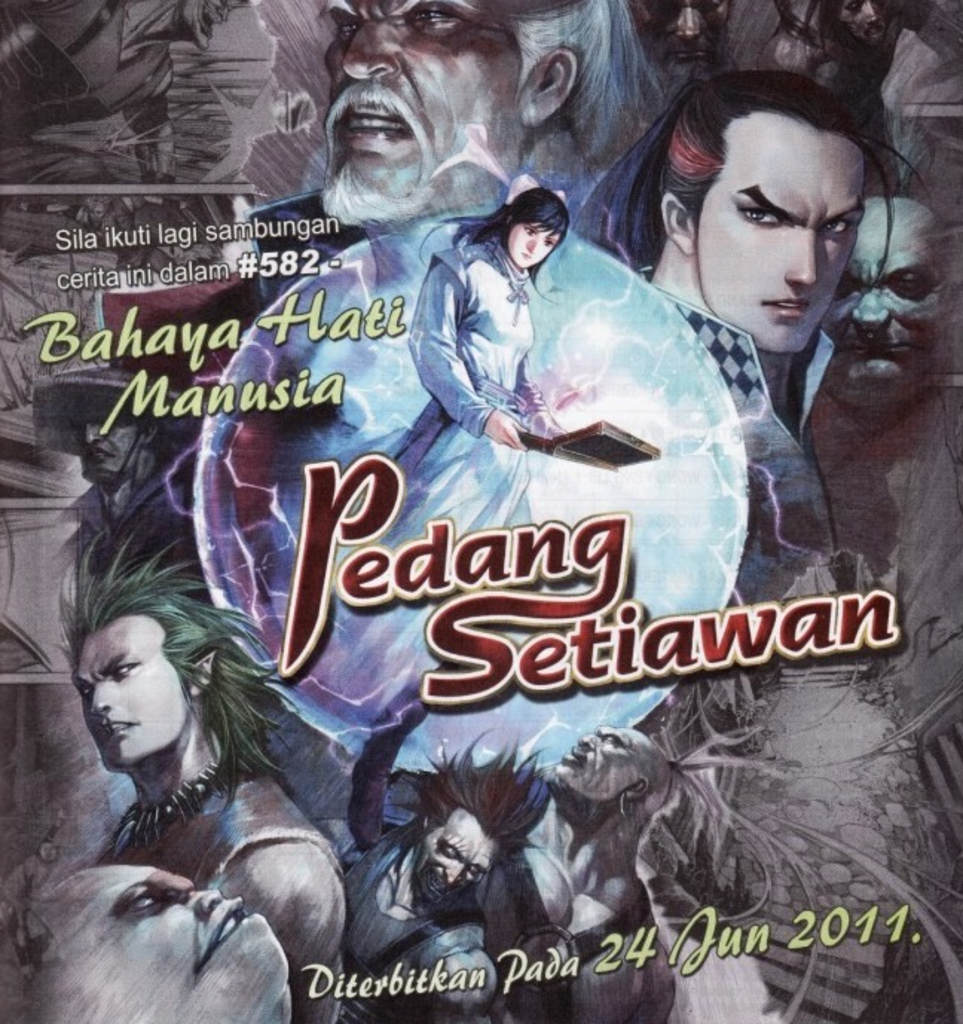 Sila ikuti lagi sambungan
cerita ini dalam #582 -
Bahaya Hati
Manusia
Pedang
Setiawan
Diterbitkan Pada 24 Jun 2011.